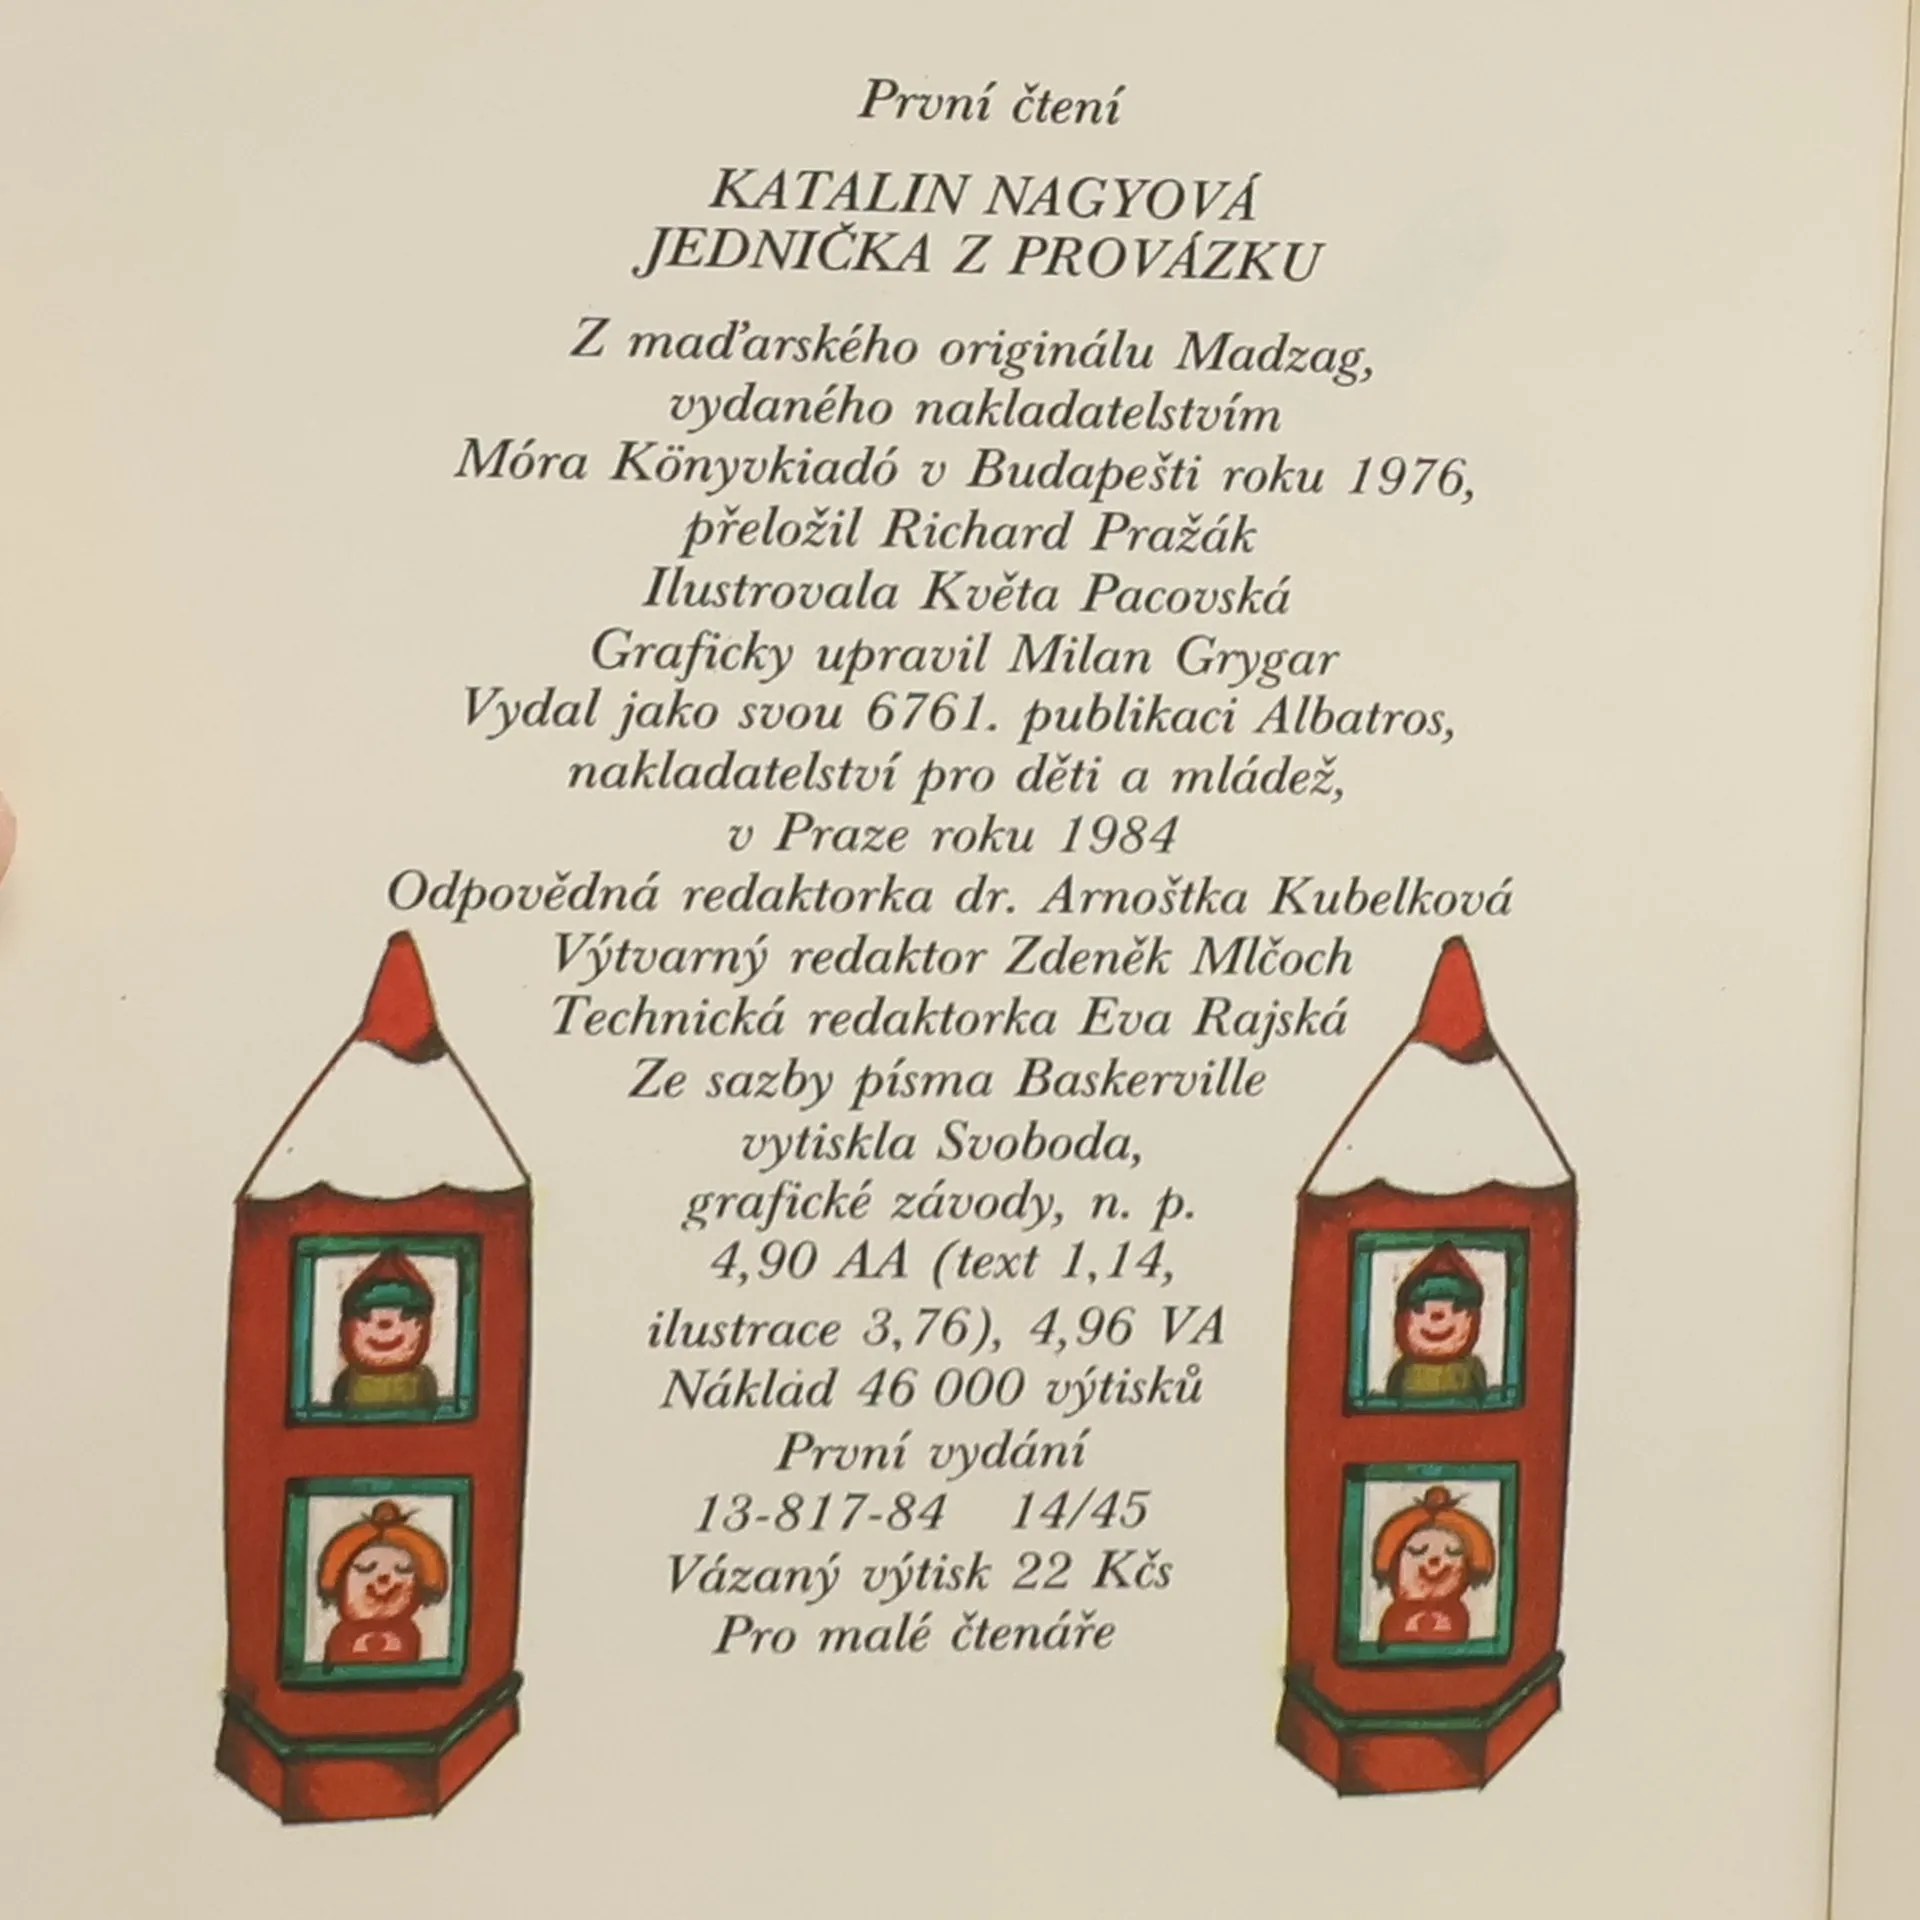 První čtení
KATALIN NAGYOVÁ
JEDNIČKA Z PROVÁZKU
Z maďarského originálu Madzag,
vydaného nakladatelstvím
Móra Könyvkiadó v Budapešti roku 1976,
přeložil Richard Pražák
Ilustrovala Květa Pacovská
Graficky upravil Milan Grygar
Vydal jako svou 6761. publikaci Albatros,
nakladatelství pro děti a mládež,
v Praze roku 1984
Odpovědná redaktorka dr. Arnoštka Kubelková
Výtvarný redaktor Zdeněk Mlčoch
Technická redaktorka Eva Rajská
Ze sazby písma Baskerville
vytiskla Svoboda,
grafické závody, n. p.
4,90 AA (text 1,14,
ilustrace 3,76), 4,96 VA
Náklad 46 000 výtisků
První vydání
13-817-84 14/45
Vázaný výtisk 22 Kčs
Pro malé čtenáře